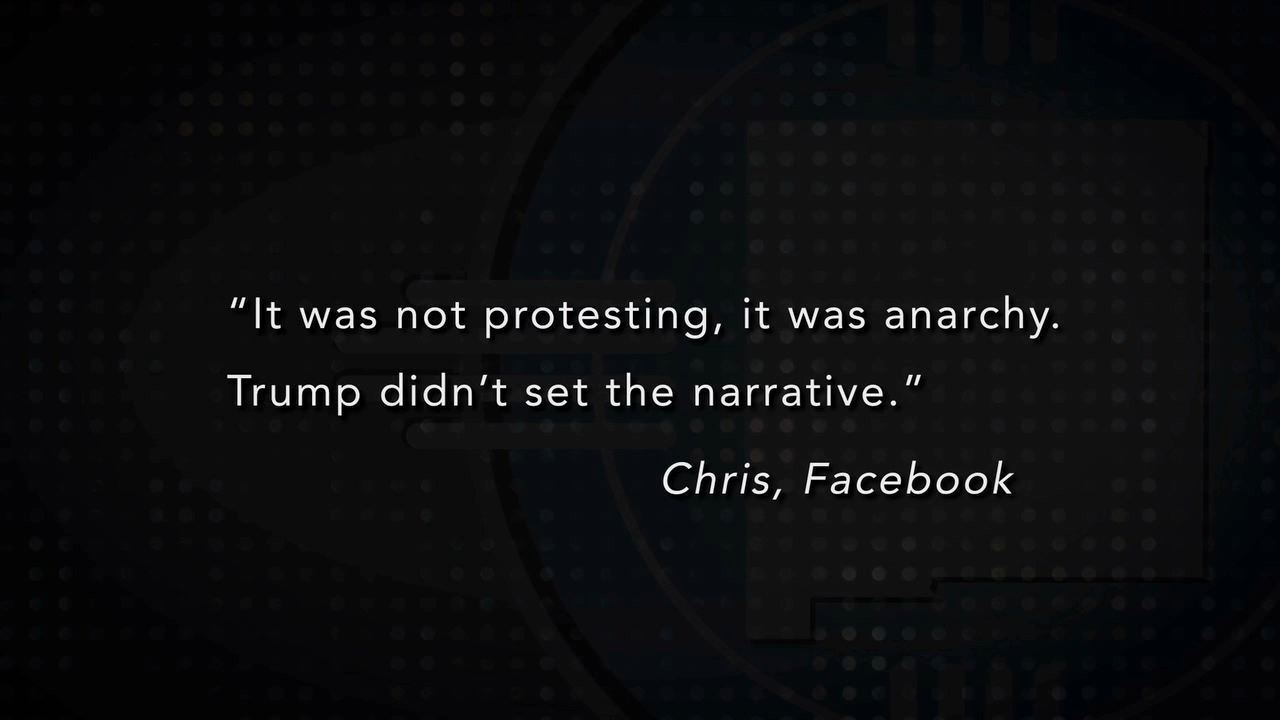 “It was not protesting, it was anarchy.
Trump didn’t set the narrative.”
Chris, Facebook